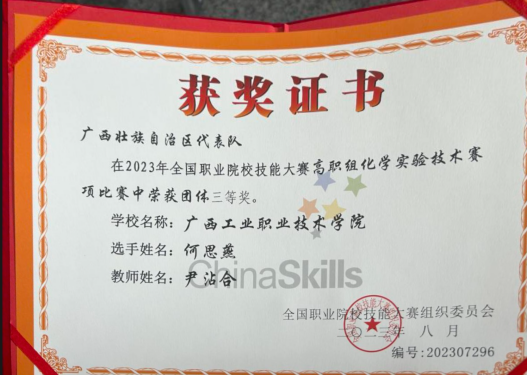 获奖证书
广西壮族自治区代表队
在2023年全国职业院校技能大赛高职组化学实验技术赛
项比赛中荣获团体三等奖。
学校名称：广西工业职业技术学院
选手姓名：何思燕
教师姓名：尹沾合
ChinaSkills
全国职业院校技能大赛组织委员会
二〇二三年 八 月
编号:202307296